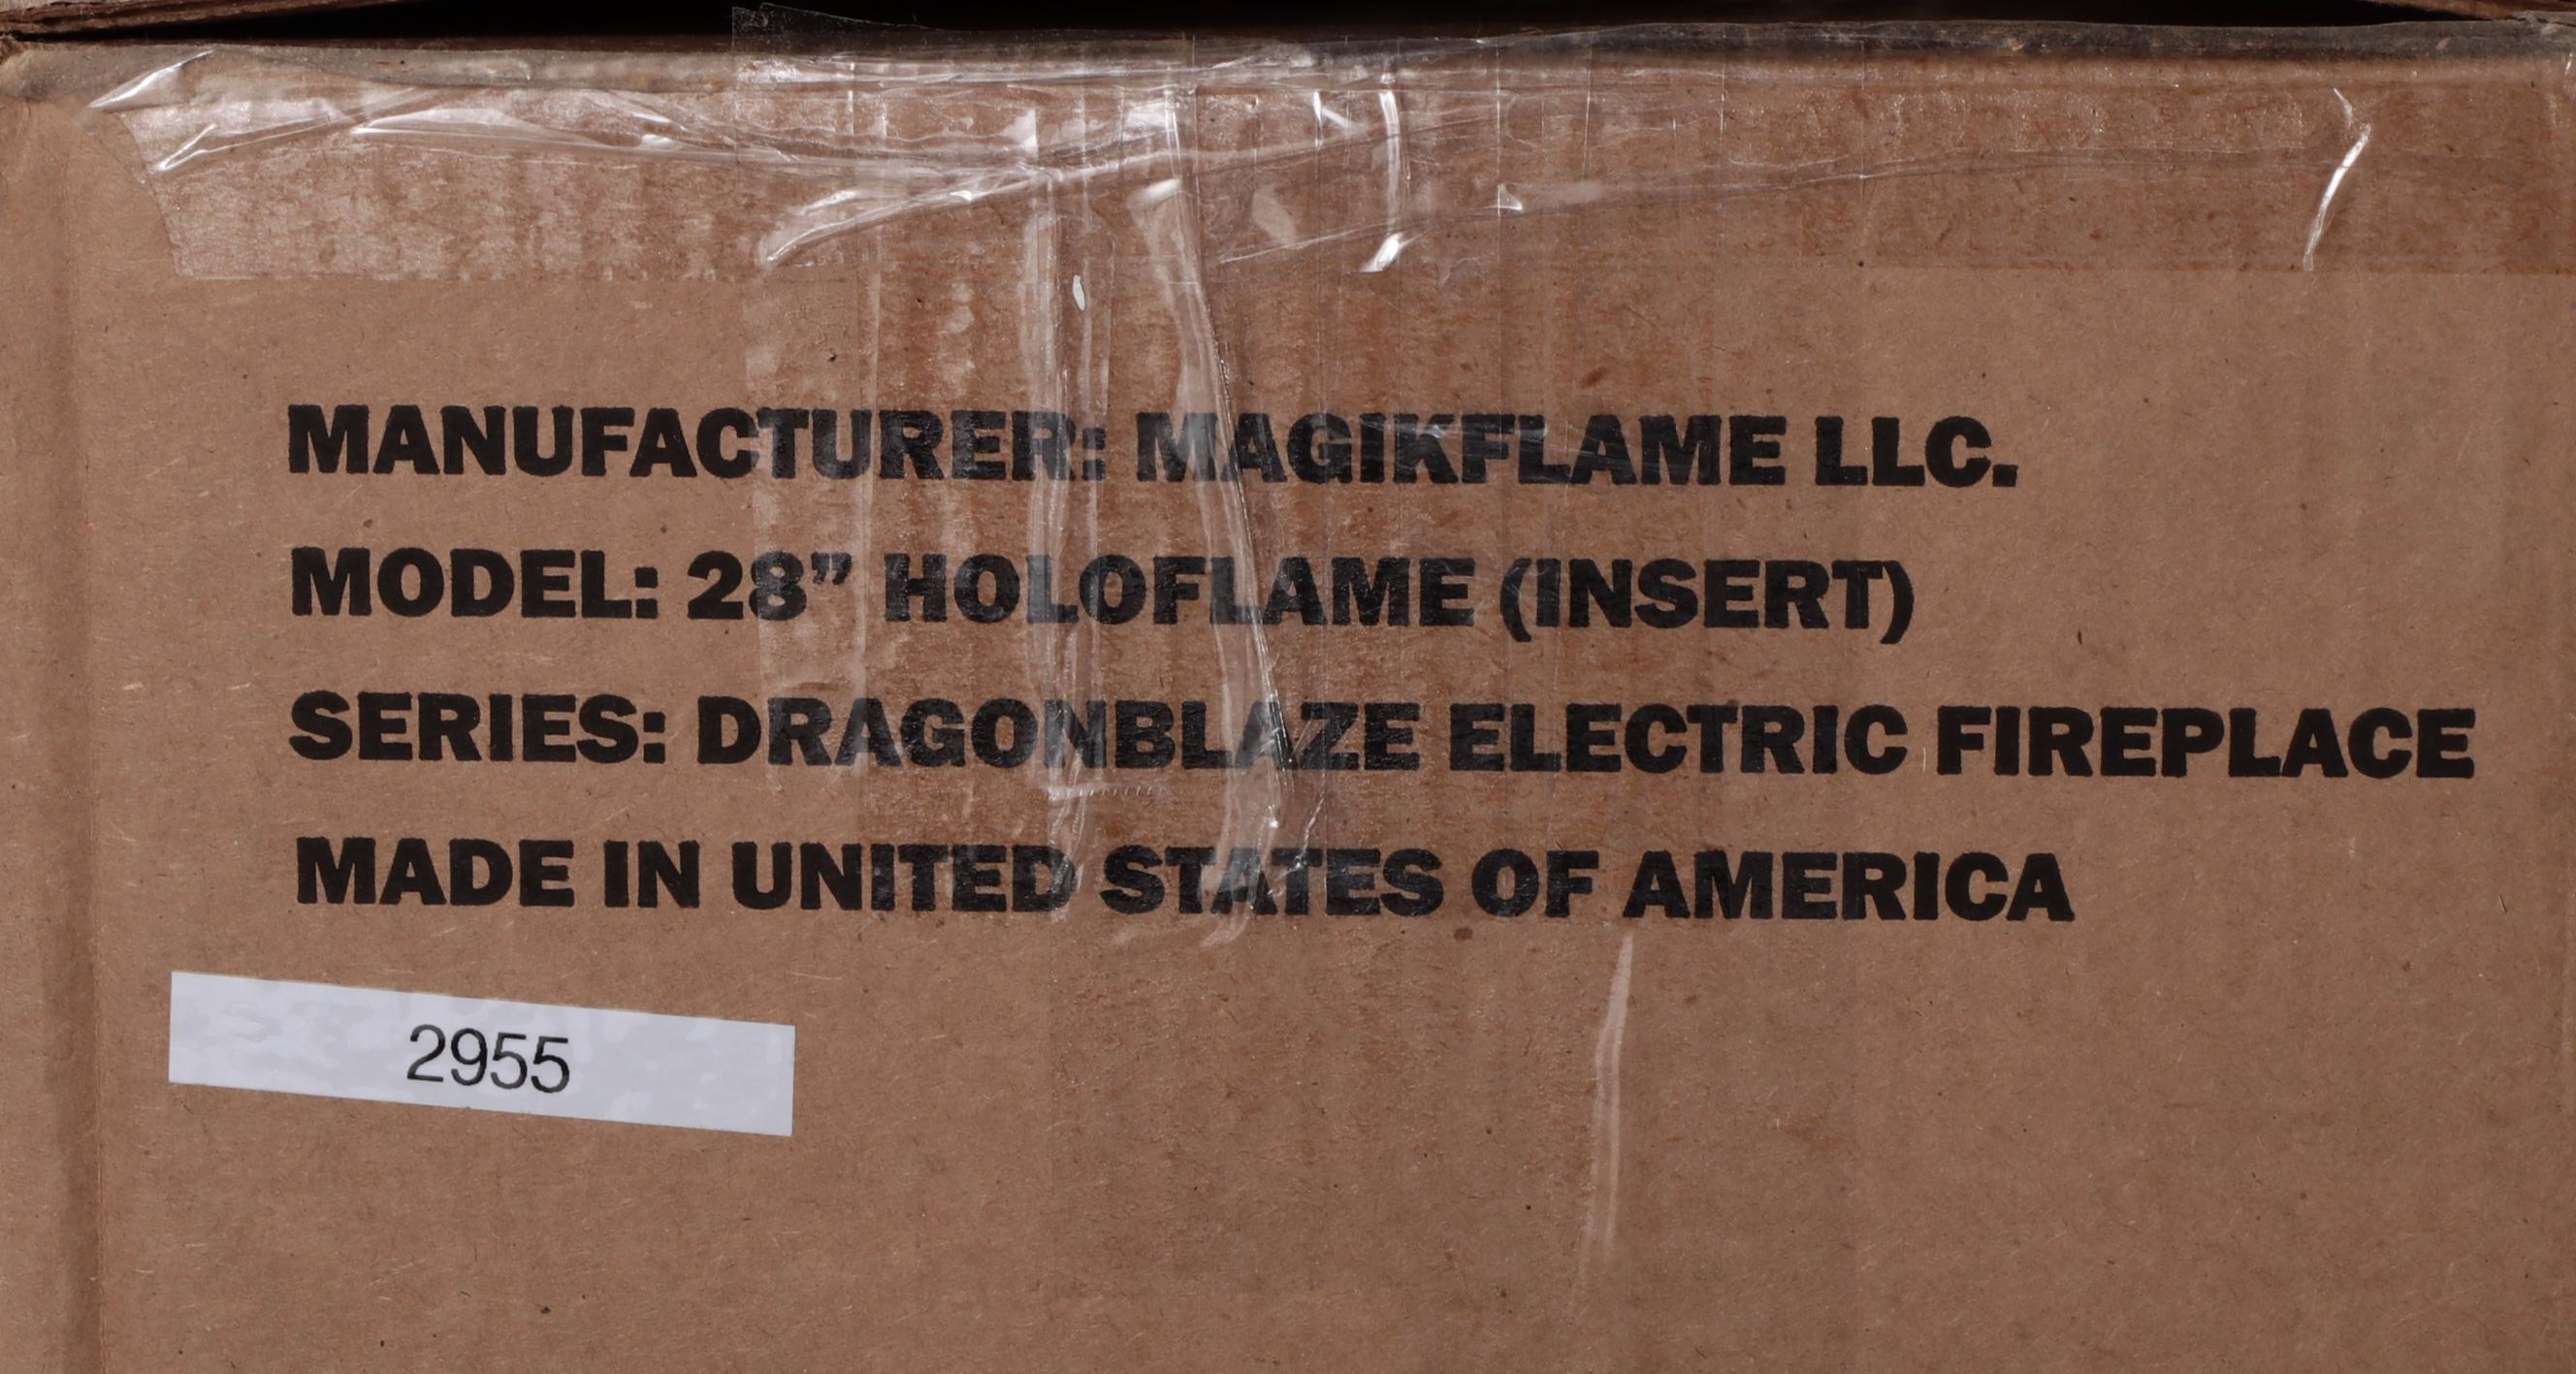 MANUFACTURER: MAGIKFLAME LLC.
MODEL: 28” HOLOFLAME (INSERT)
SERIES: DRAGONBLAZE ELECTRIC FIREPLACE
MADE IN UNITED STATES OF AMERICA
2955